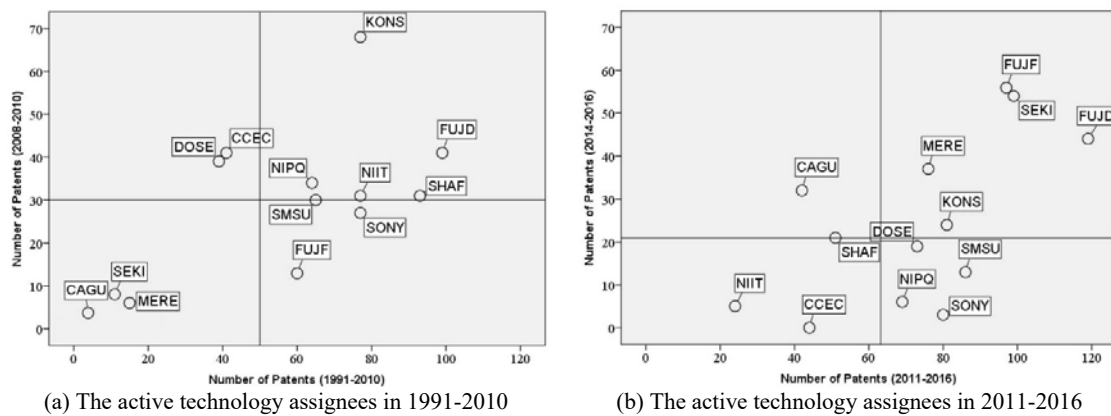 KONS
70
60
50
FUJD
CCEC
DOSE
40
NIPQ
NIIT
SHAF
30
SMSU
SONY
20
FUJF
10
SEKI
CAGU
MERE
0
Number of Patents (2008-2010)
0 20 40 60 80 100 120
Number of Patents (1991-2010)
(a) The active technology assignees in 1991-2010
70
60
FUJF
SEKI
50
FUJD
MERE
40
CAGU
30
KONS
DOSE
20
SHAF
SMSU
NIIT
NIPQ
10
CCEC
SONY
0
Number of Patents (2014-2016)
0 20 40 60 80 100 120
Number of Patents (2011-2016)
(b) The active technology assignees in 2011-2016